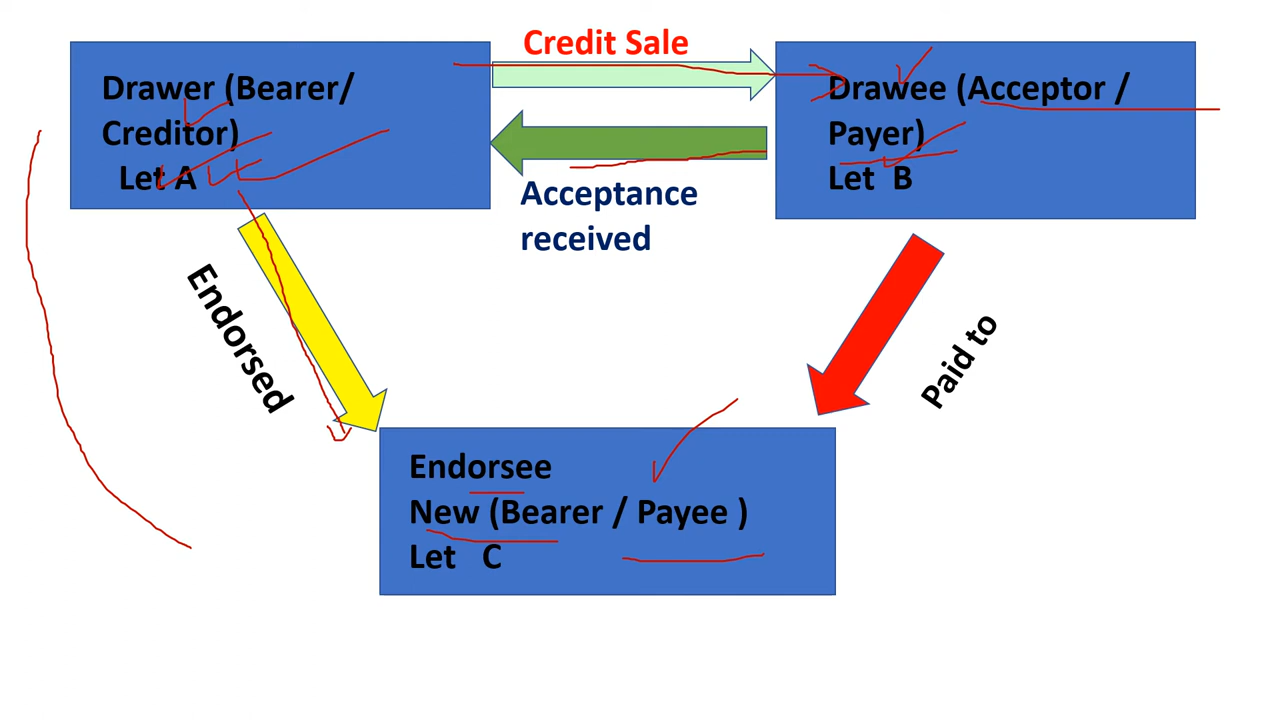 Credit Sale
Drawer (Bearer/
Creditor)
Let A
Drawee (Acceptor /
Payer)
Let B
Acceptance
received
Endorsed
Paid to
Endorsee
New (Bearer / Payee )
Let C